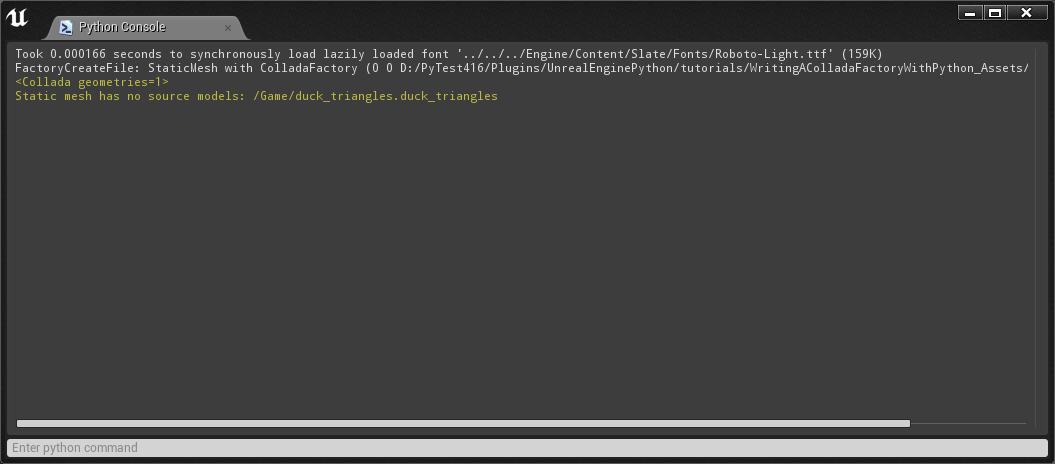 Python Console
Took 0.000166 seconds to synchronously load lazily loaded font '../../../Engine/Content/Slate/Fonts/Roboto-Light.ttf' (159K)
FactoryCreateFile: StaticMesh with ColladaFactory (0 0 D:/PyTest416/Plugins/UnrealEnginePython/tutorials/WritingAColladaFactoryWithPython_Assets/
<Collada geometries=1>
Static mesh has no source models: /Game/duck_triangles.duck_triangles
Enter python command